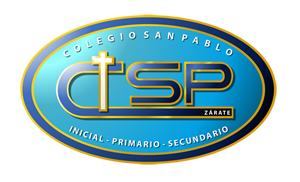 COLEGIO SAN PABLO
CSP
ZÁRATE
INICIAL - PRIMARIO - SECUNDARIO